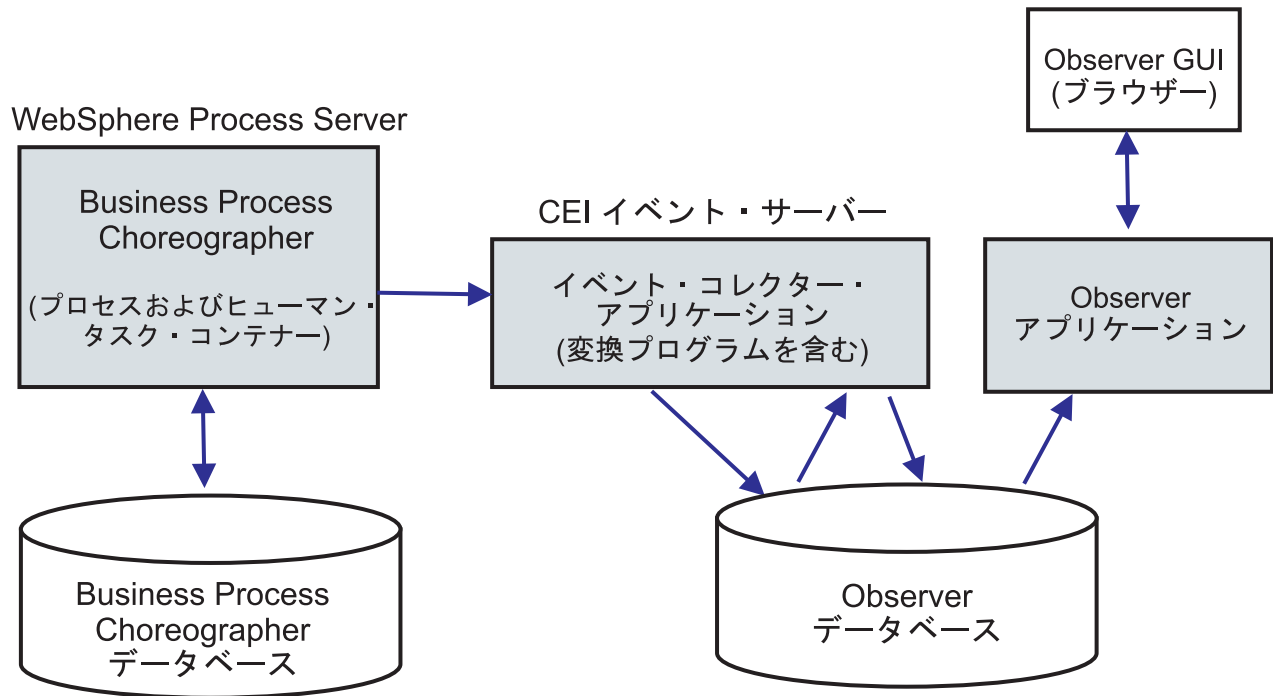 WebSphere Process Server
Business Process
Choreographer
(プロセスおよびヒューマン・
タスク・コンテナー)
Business Process
Choreographer
データベース
CEI イベント・サーバー
イベント・コレクター・
アプリケーション
(変換プログラムを含む)
Observer
データベース
Observer GUI
(ブラウザー)
Observer
アプリケーション